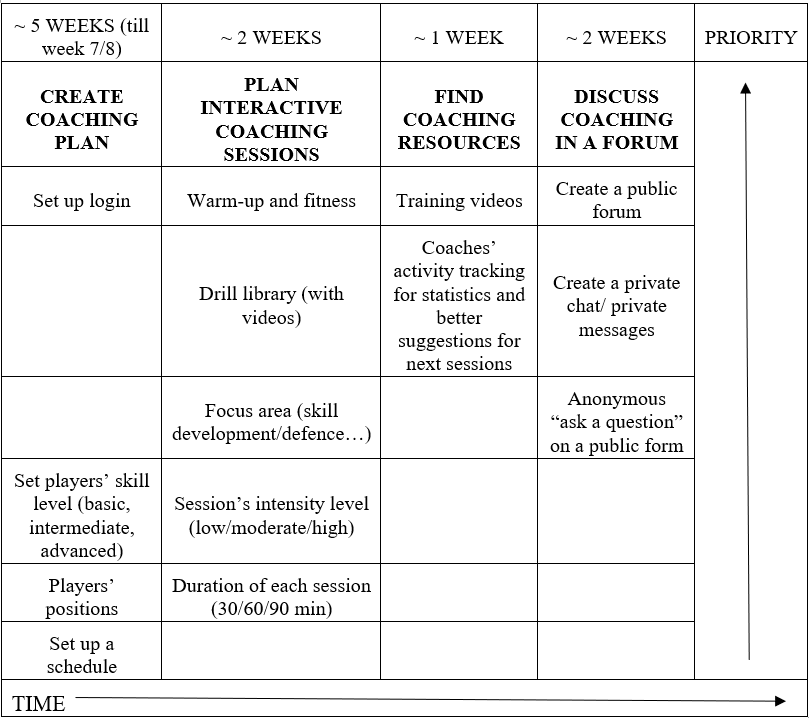 ~ 5 WEEKS (till
week 7/8)
~ 2 WEEKS
~ 1 WEEK
~ 2 WEEKS
PRIORITY
CREATE
COACHING
PLAN
PLAN
INTERACTIVE
COACHING
SESSIONS
FIND
COACHING
RESOURCES
DISCUSS
COACHING
IN A FORUM
Set up login
Warm-up and fitness
Training videos
Create a public
forum
Drill library (with
videos)
Coaches’
activity tracking
for statistics and
better
suggestions for
next sessions
Create a private
chat/ private
messages
Focus area (skill
development/defence…)
Anonymous
“ask a question”
on a public form
Set players’ skill
level (basic,
intermediate,
advanced)
Session’s intensity level
(low/moderate/high)
Players’
positions
Duration of each session
(30/60/90 min)
Set up a
schedule
TIME